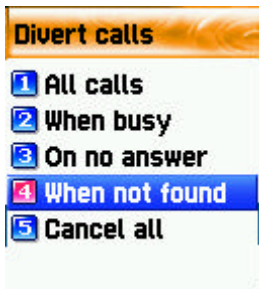 Divert calls
1 All calls
2 When busy
3 On no answer
4 When not found
5 Cancel all